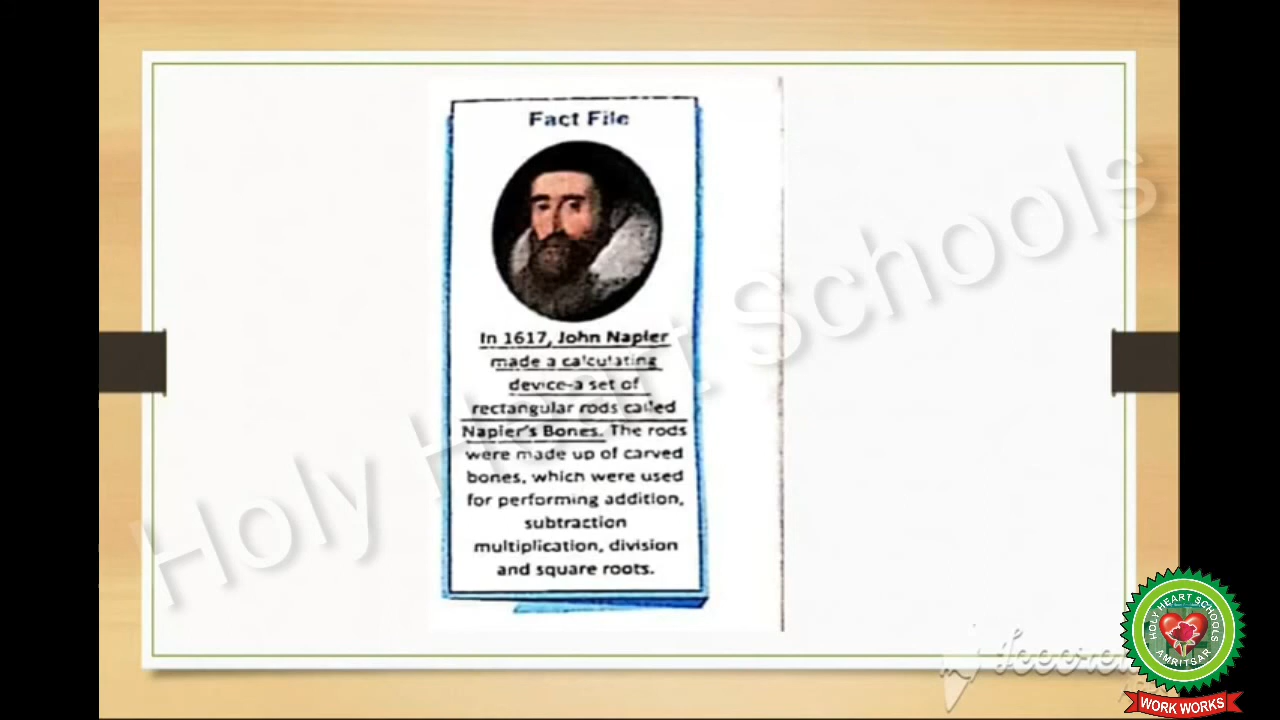 Fact File
In 1617, John Napier
made a calculating
device-a set of
rectangular rods called
Napier's Bones. The rods
were made up of carved
bones, which were used
for performing addition,
subtraction
multiplication, division
and square roots.
Holy Heart Schools
HOLY HEART SCHOOLS
AMRITSAR
WORK WORKS